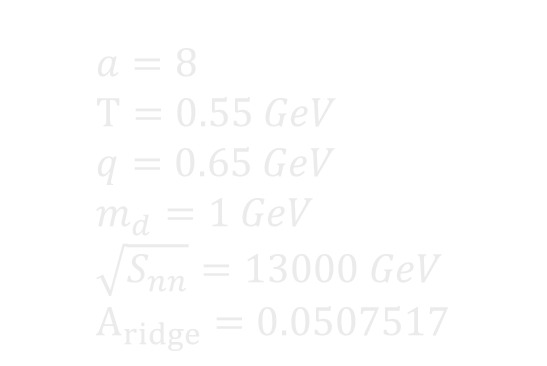 a = 8
T = 0.55 GeV
q = 0.65 GeV
m_d = 1 GeV
√S_nn = 13000 GeV
A_ridge = 0.0507517